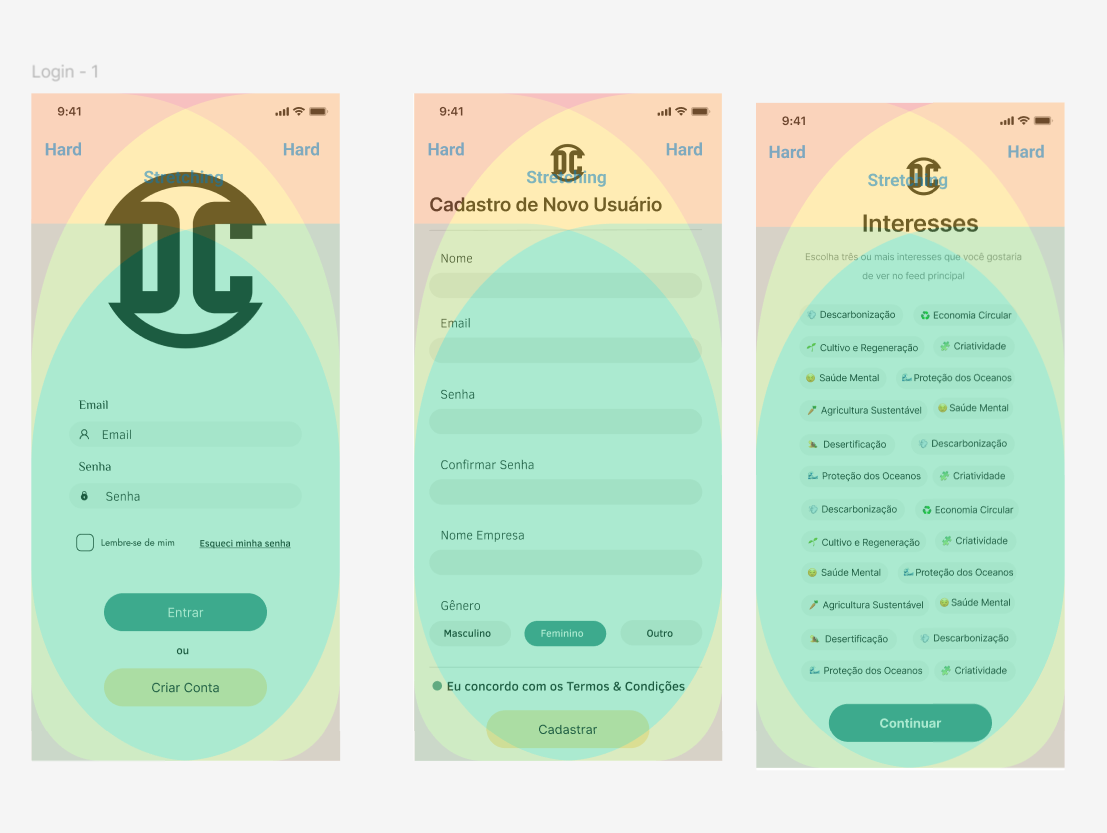 Login - 1
9:41
Hard
Hard
Stretching
DC
Email
Email
Senha
Senha
Lembre-se de mim
Esqueci minha senha
Entrar
ou
Criar Conta
9:41
Hard
Hard
DC
Stretching
Cadastro de Novo Usuário
Nome
Email
Senha
Confirmar Senha
Nome Empresa
Gênero
Masculino
Feminino
Outro
Eu concordo com os Termos & Condições
Cadastrar
9:41
Hard
Hard
DC
Stretching
Interesses
Escolha três ou mais interesses que você gostaria
de ver no feed principal
Descarbonização
Economia Circular
Cultivo e Regeneração
Criatividade
Saúde Mental
Proteção dos Oceanos
Agricultura Sustentável
Saúde Mental
Desertificação
Descarbonização
Proteção dos Oceanos
Criatividade
Descarbonização
Economia Circular
Cultivo e Regeneração
Criatividade
Saúde Mental
Proteção dos Oceanos
Agricultura Sustentável
Saúde Mental
Desertificação
Descarbonização
Proteção dos Oceanos
Criatividade
Continuar